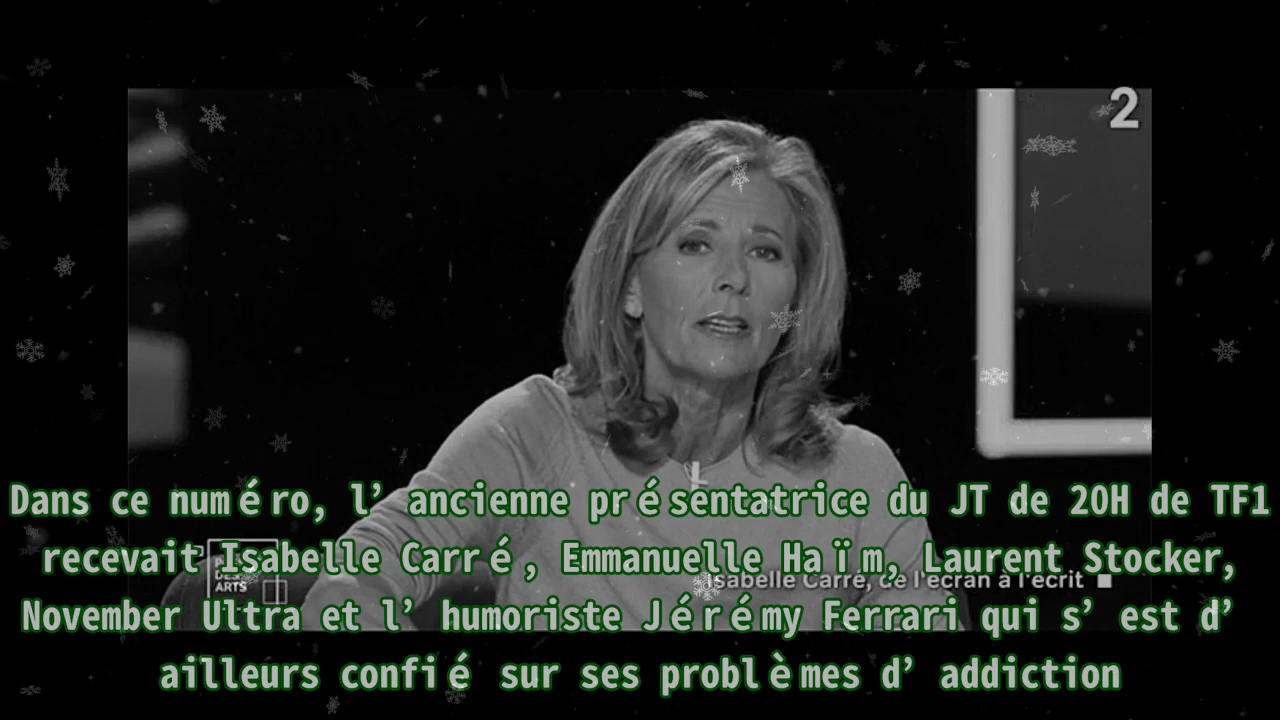 2
Dans ce numéro, l’ancienne présentatrice du JT de 20H de TF1
recevait Isabelle Carré, Emmanuelle Haïm, Laurent Stocker,
DES
ARTS
Isabelle Carré, de l'écran à l'écrit
November Ultra et l’humoriste Jérémy Ferrari qui s’est d’
ailleurs confié sur ses problèmes d’addiction